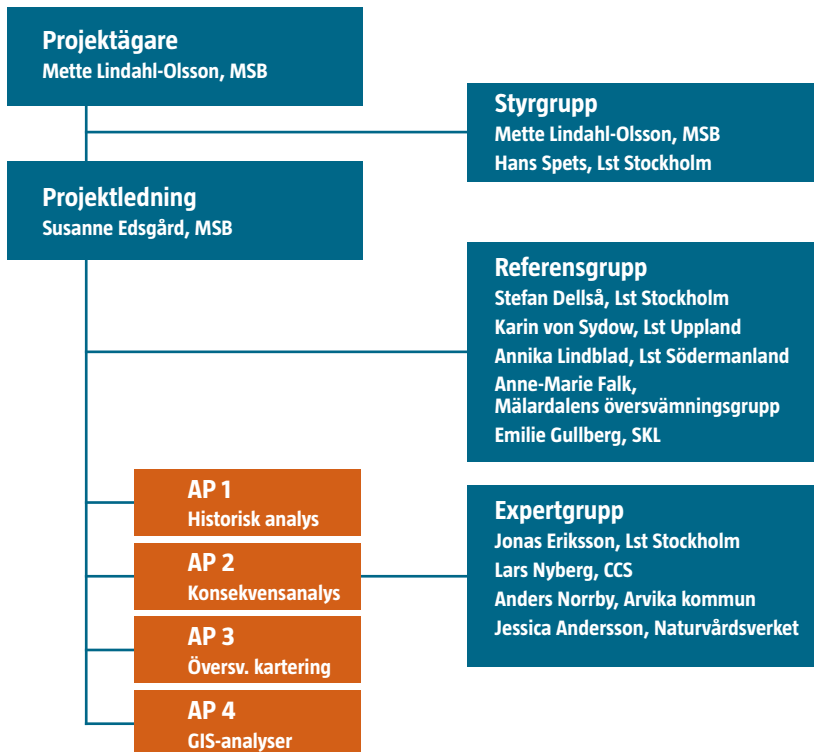 Projektägare
Mette Lindahl-Olsson, MSB
Styrgrupp
Mette Lindahl-Olsson, MSB
Hans Spets, Lst Stockholm
Projektledning
Susanne Edsgård, MSB
Referensgrupp
Stefan Dellså, Lst Stockholm
Karin von Sydow, Lst Uppland
Annika Lindblad, Lst Södermanland
Anne-Marie Falk,
Mälardalens översvämningsgrupp
Emilie Gullberg, SKL
AP 1
Historisk analys
AP 2
Konsekvensanalys
AP 3
Översv. kartering
AP 4
GIS-analyser
Expertgrupp
Jonas Eriksson, Lst Stockholm
Lars Nyberg, CCS
Anders Norrby, Arvika kommun
Jessica Andersson, Naturvårdsverket